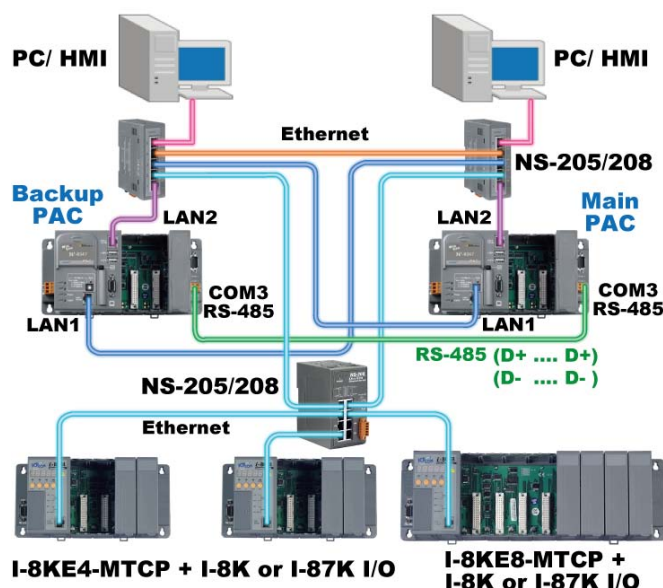 PC/ HMI
PC/ HMI
Ethernet
NS-205/208
Backup
PAC
Main
PAC
LAN2
LAN2
COM3
RS-485
COM3
RS-485
LAN1
LAN1
RS-485 (D+ .... D+)
(D- .... D- )
NS-205/208
Ethernet
I-8KE4-MTCP + I-8K or I-87K I/O
I-8KE8-MTCP +
I-8K or I-87K I/O